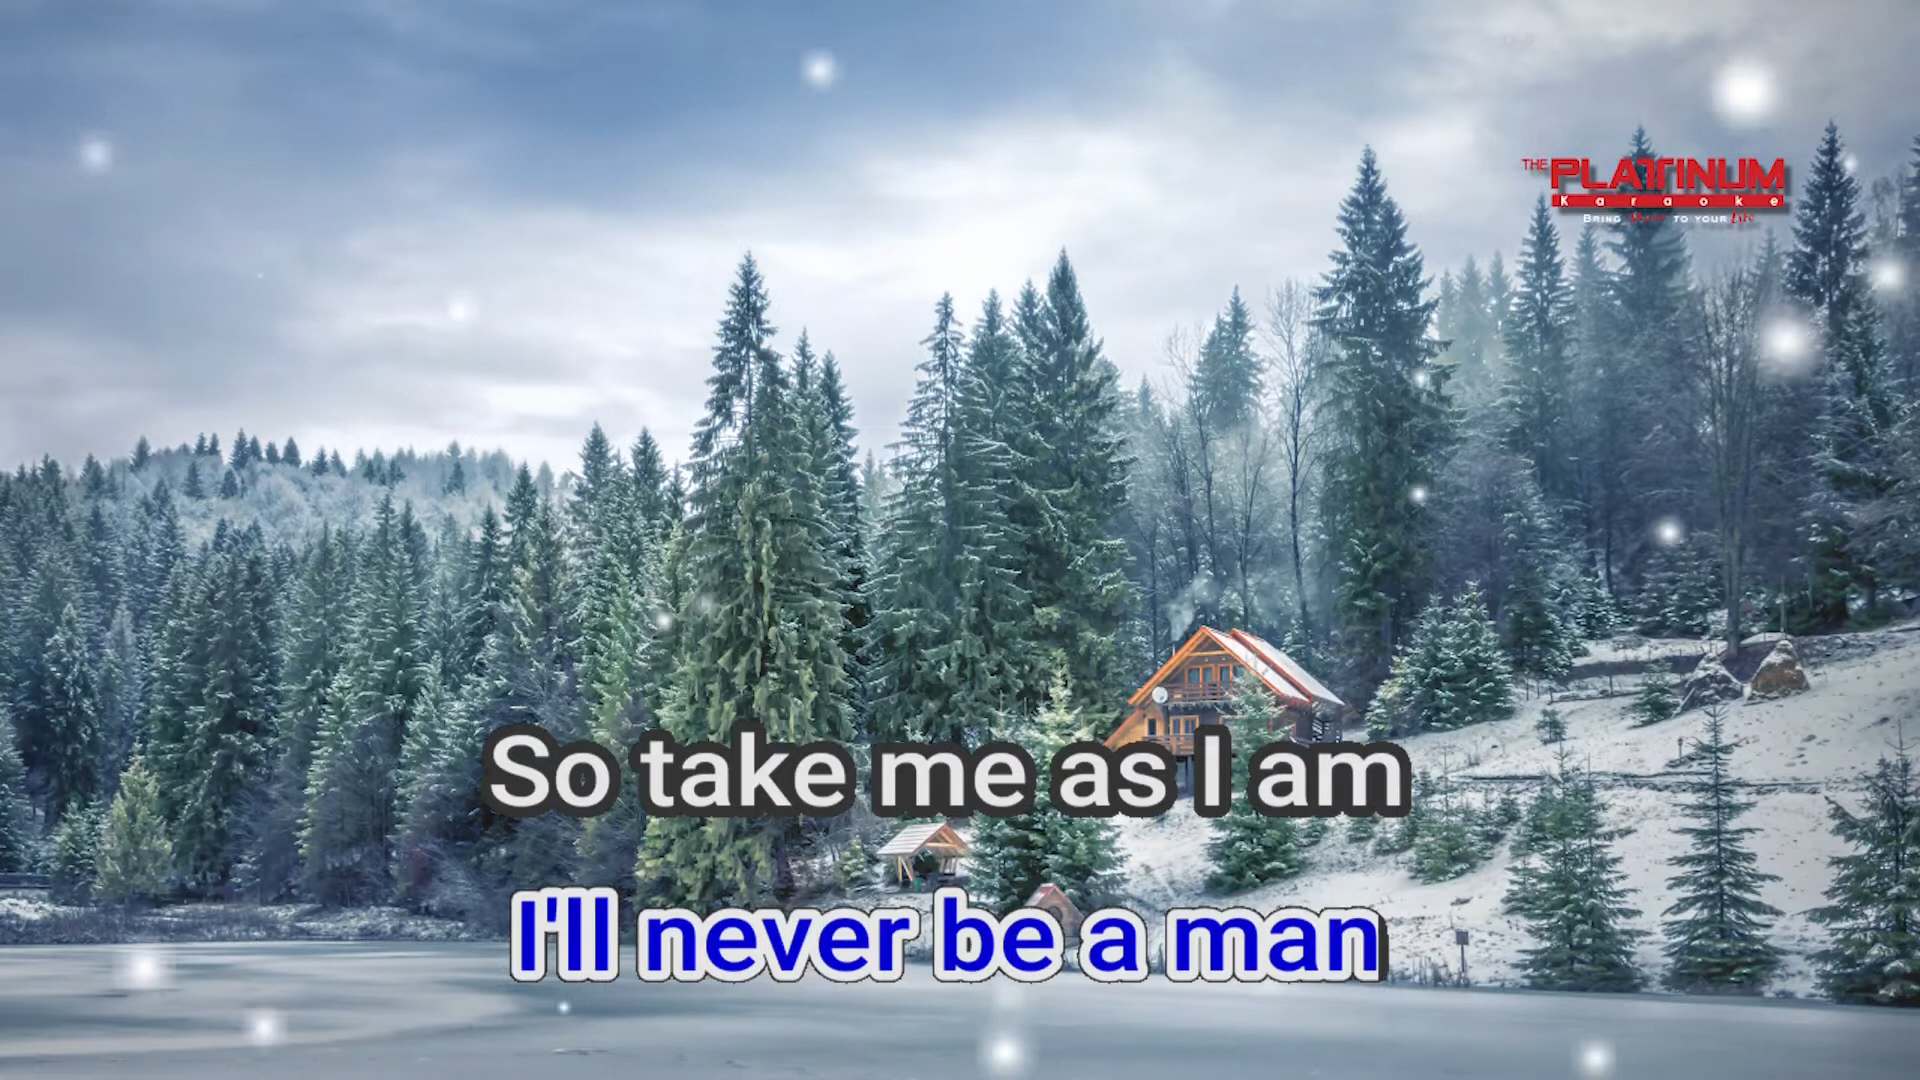 THE PLATINUM
Karaoke
BRING Music TO YOUR Life
So take me as I am
I'll never be a man